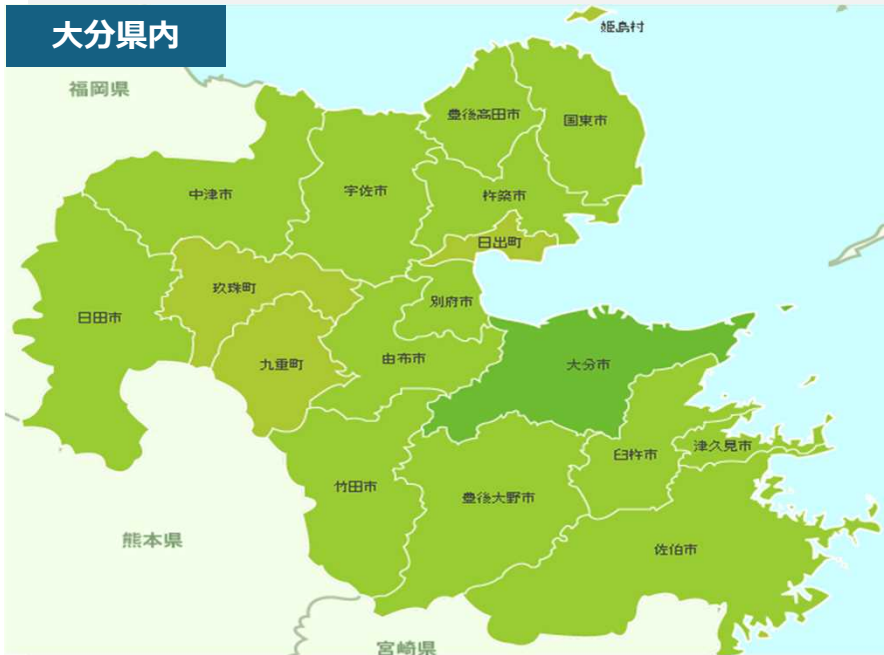 大分県内
姫島村
福岡県
豊後高田市
国東市
中津市
宇佐市
杵築市
日出町
玖珠町
別府市
日田市
九重町
由布市
大分市
臼杵市
津久見市
竹田市
豊後大野市
熊本県
佐伯市
宮崎県